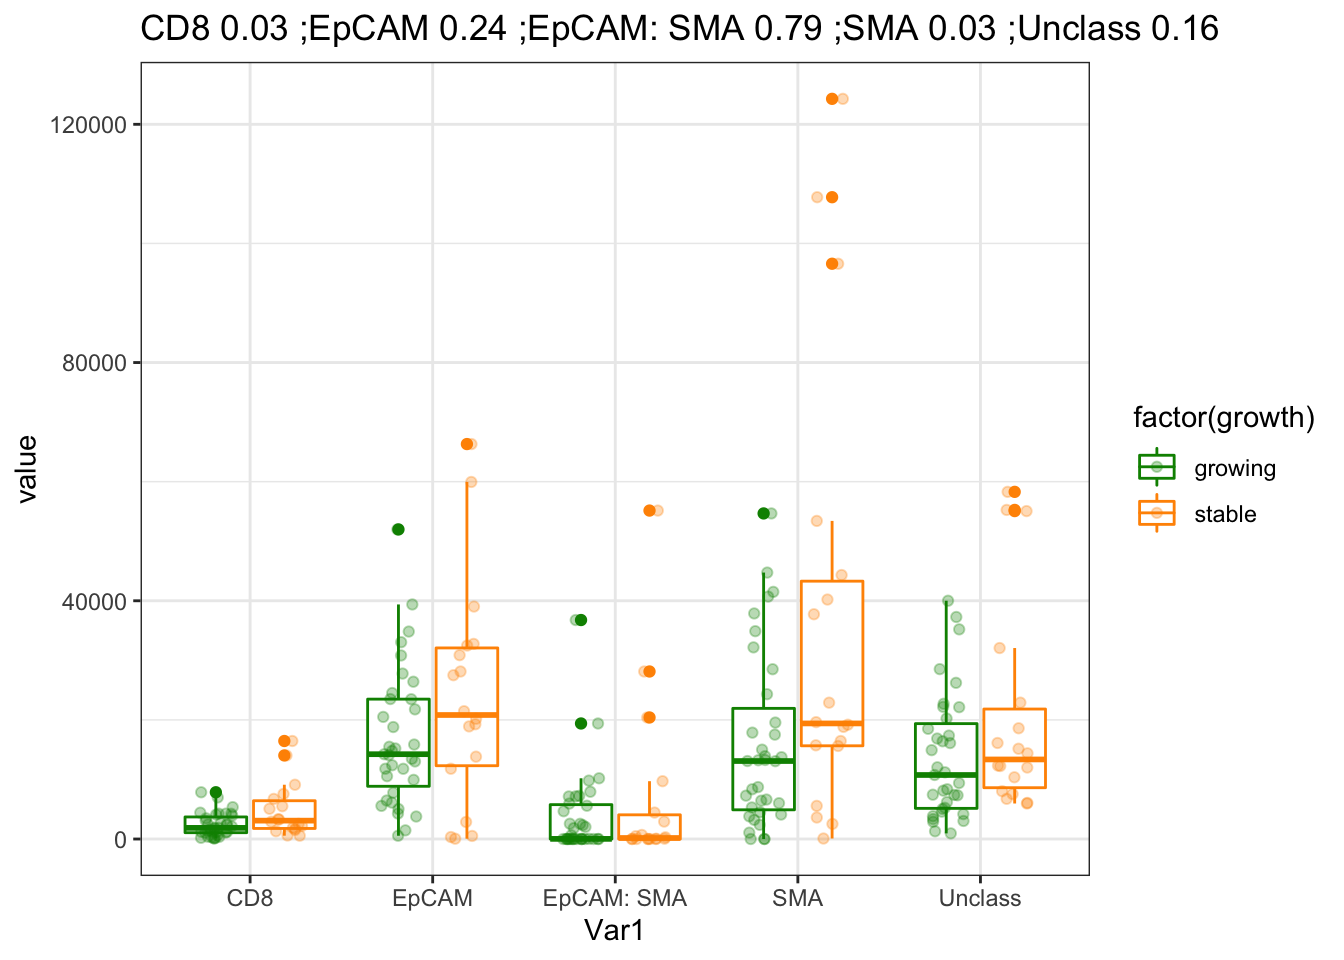 CD8 0.03 ;EpCAM 0.24 ;EpCAM: SMA 0.79 ;SMA 0.03 ;Unclass 0.16
120000
80000
40000
0
value
CD8
EpCAM
EpCAM: SMA
SMA
Unclass
Var1
factor(growth)
growing
stable